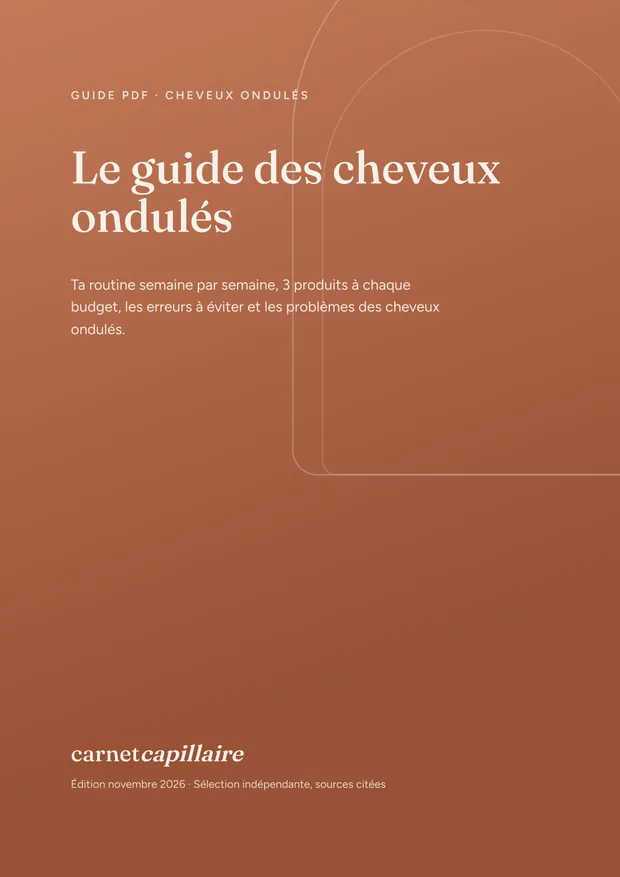 GUIDE PDF · CHEVEUX ONDULÉS
Le guide des cheveux
ondulés
Ta routine semaine par semaine, 3 produits à chaque
budget, les erreurs à éviter et les problèmes des cheveux
ondulés.
carnetcapillaire
Édition novembre 2026 · Sélection indépendante, sources citées